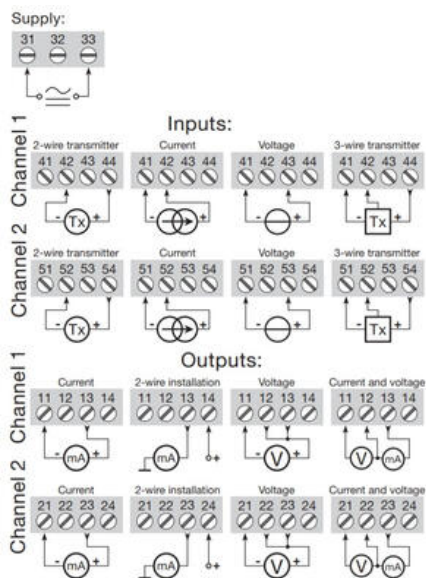 Supply:
31 32 33
Inputs:
Channel 1
2-wire transmitter Current Voltage 3-wire transmitter
41 42 43 44 41 42 43 44 41 42 43 44 41 42 43 44
- Tx + - + - + - Tx +
Channel 2
2-wire transmitter Current Voltage 3-wire transmitter
51 52 53 54 51 52 53 54 51 52 53 54 51 52 53 54
- Tx + - + - + - Tx +
Outputs:
Channel 1
Current 2-wire installation Voltage Current and voltage
11 12 13 14 11 12 13 14 11 12 13 14 11 12 13 14
- mA + mA + - V + V mA
Channel 2
Current 2-wire installation Voltage Current and voltage
21 22 23 24 21 22 23 24 21 22 23 24 21 22 23 24
- mA + mA + - V + V mA